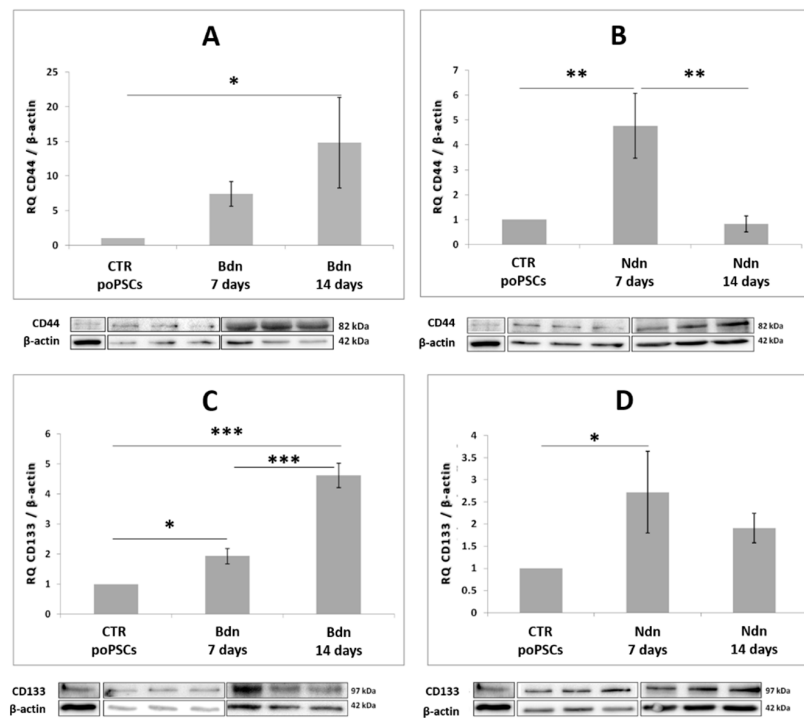 A
RQ CD44 / β-actin
25
20
15
10
5
0
*
CTR poPSCs
Bdn 7 days
Bdn 14 days
CD44
82 kDa
β-actin
42 kDa
B
RQ CD44 / β-actin
7
6
5
4
3
2
1
0
**
**
CTR poPSCs
Ndn 7 days
Ndn 14 days
CD44
82 kDa
β-actin
42 kDa
C
RQ CD133 / β-actin
6
5
4
3
2
1
0
***
***
*
CTR poPSCs
Bdn 7 days
Bdn 14 days
CD133
97 kDa
β-actin
42 kDa
D
RQ CD133 / β-actin
4
3.5
3
2.5
2
1.5
1
0.5
0
*
CTR poPSCs
Ndn 7 days
Ndn 14 days
CD133
97 kDa
β-actin
42 kDa